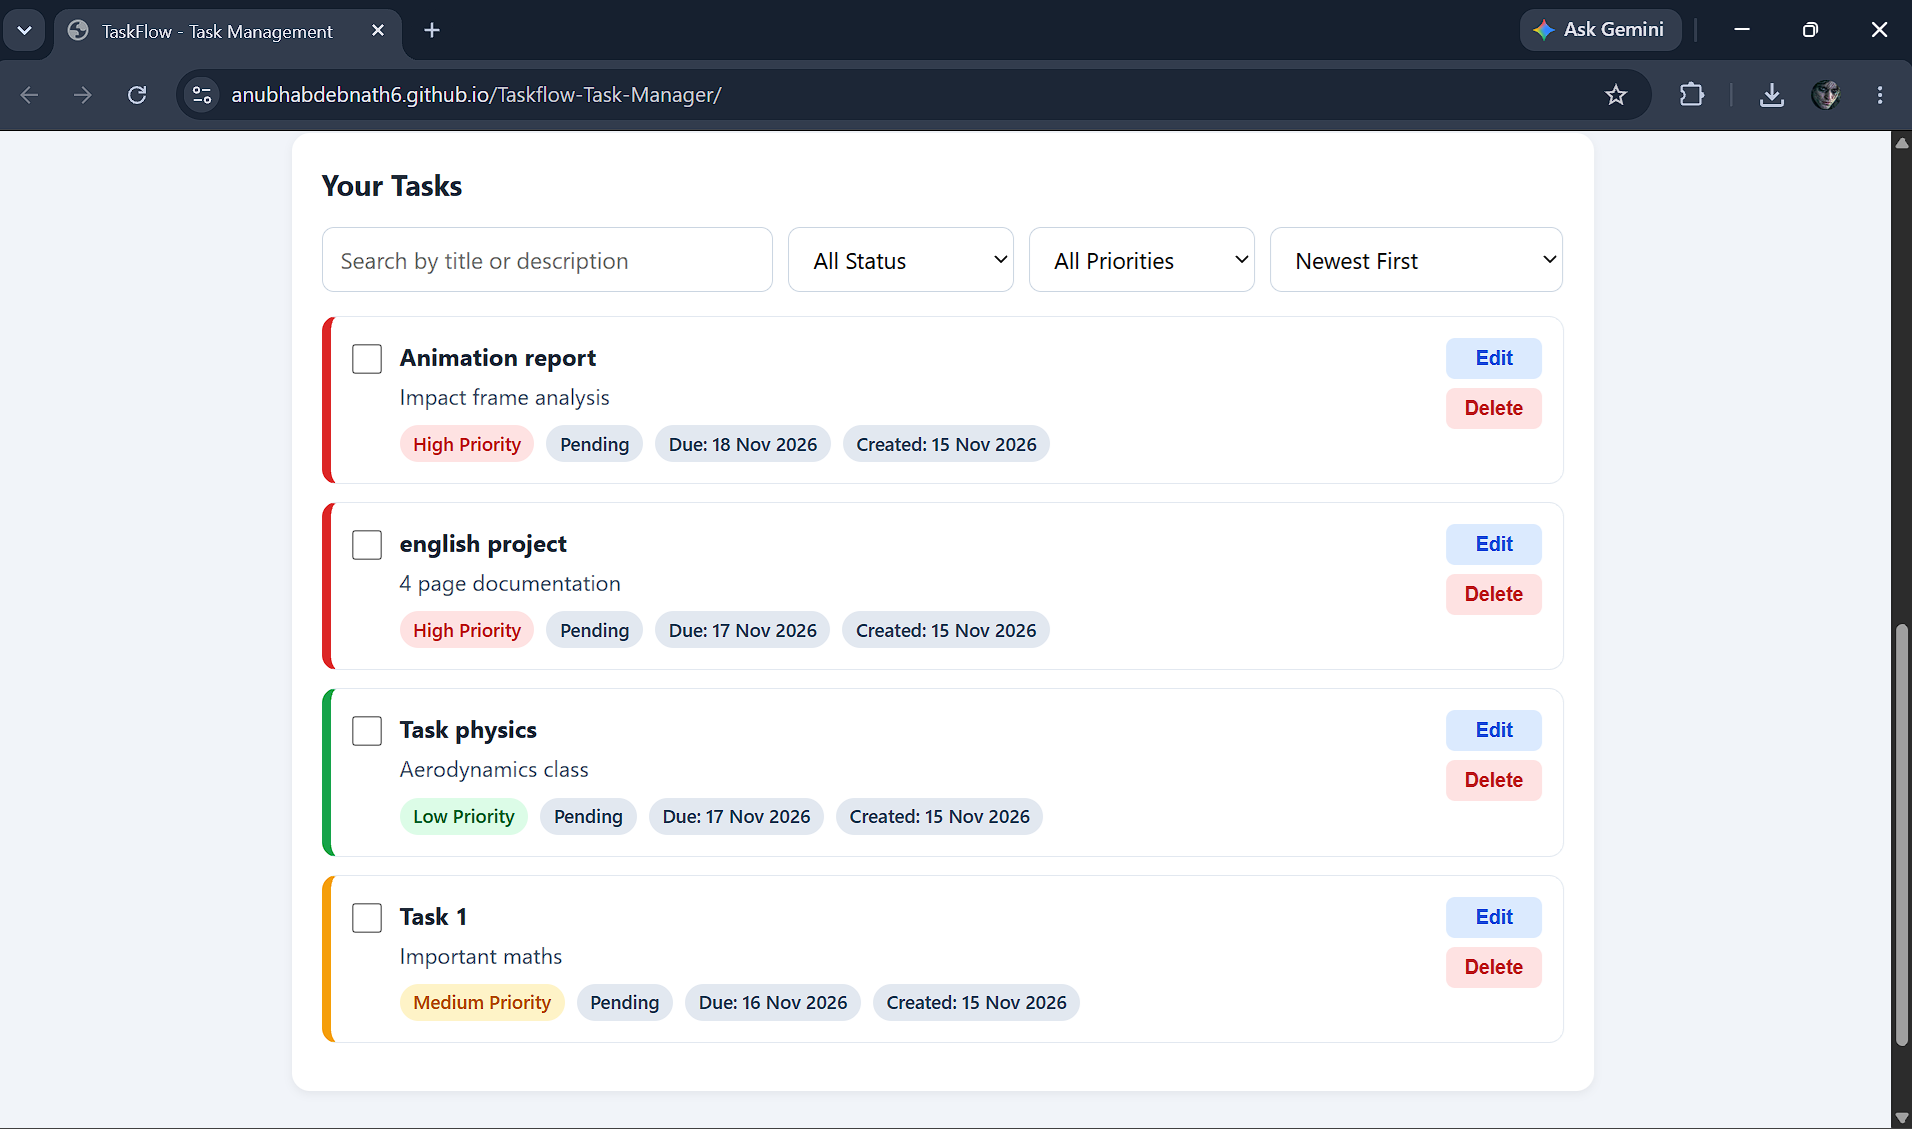 TaskFlow - Task Management
Ask Gemini
anubhabdebnath6.github.io/Taskflow-Task-Manager/
Your Tasks
Search by title or description
All Status
All Priorities
Newest First
Animation report
Edit
Impact frame analysis
Delete
High Priority Pending Due: 18 Nov 2026 Created: 15 Nov 2026
english project
Edit
4 page documentation
Delete
High Priority Pending Due: 17 Nov 2026 Created: 15 Nov 2026
Task physics
Edit
Aerodynamics class
Delete
Low Priority Pending Due: 17 Nov 2026 Created: 15 Nov 2026
Task 1
Edit
Important maths
Delete
Medium Priority Pending Due: 16 Nov 2026 Created: 15 Nov 2026